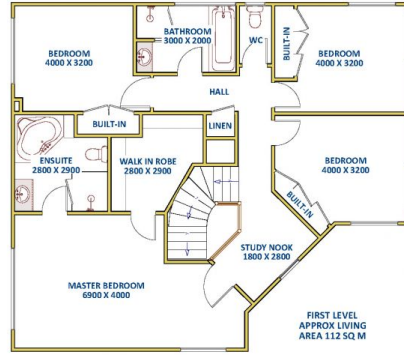 BATHROOM
3000 X 2000
WC
BUILT-IN
BEDROOM
4000 X 3200
BEDROOM
4000 X 3200
HALL
BUILT-IN
LINEN
ENSUITE
2800 X 2900
WALK IN ROBE
2800 X 2900
BEDROOM
4000 X 3200
BUILT-IN
STUDY NOOK
1800 X 2800
MASTER BEDROOM
6900 X 4000
FIRST LEVEL
APPROX LIVING
AREA 112 SQ M